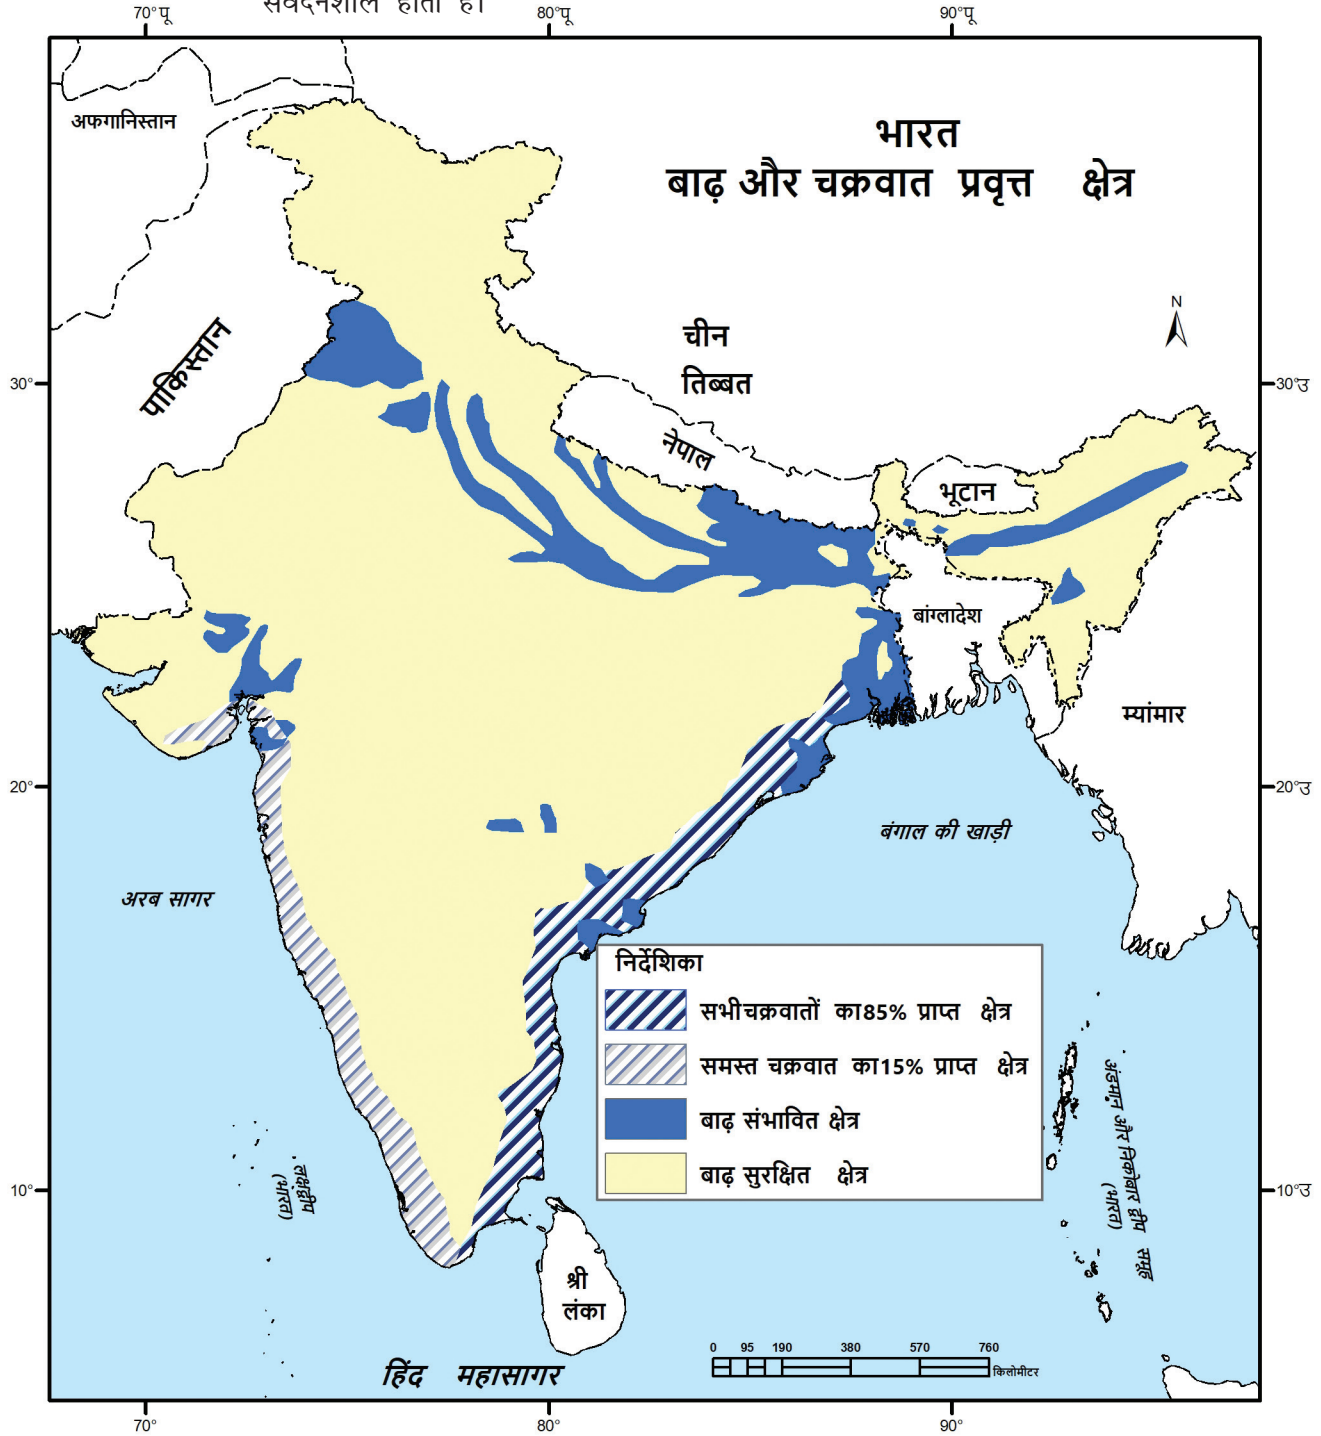 संवेदनशील होता है।
70°पू 80°पू 90°पू
अफगानिस्तान
भारत
बाढ़ और चक्रवात प्रवृत्त क्षेत्र
N
पाकिस्तान
चीन
तिब्बत
30° 30°उ
नेपाल
भूटान
बांग्लादेश
म्यांमार
20° 20°उ
बंगाल की खाड़ी
अरब सागर
निर्देशिका
सभीचक्रवातों का85% प्राप्त क्षेत्र
समस्त चक्रवात का15% प्राप्त क्षेत्र
बाढ़ संभावित क्षेत्र
बाढ़ सुरक्षित क्षेत्र
10° 10°उ
लक्षद्वीप
(भारत)
अंडमान और निकोबार द्वीप समूह
(भारत)
श्री
लंका
हिंद महासागर
0 95 190 380 570 760
किलोमीटर
70° 80° 90°